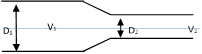 D₁ V₁ D₂ V₂